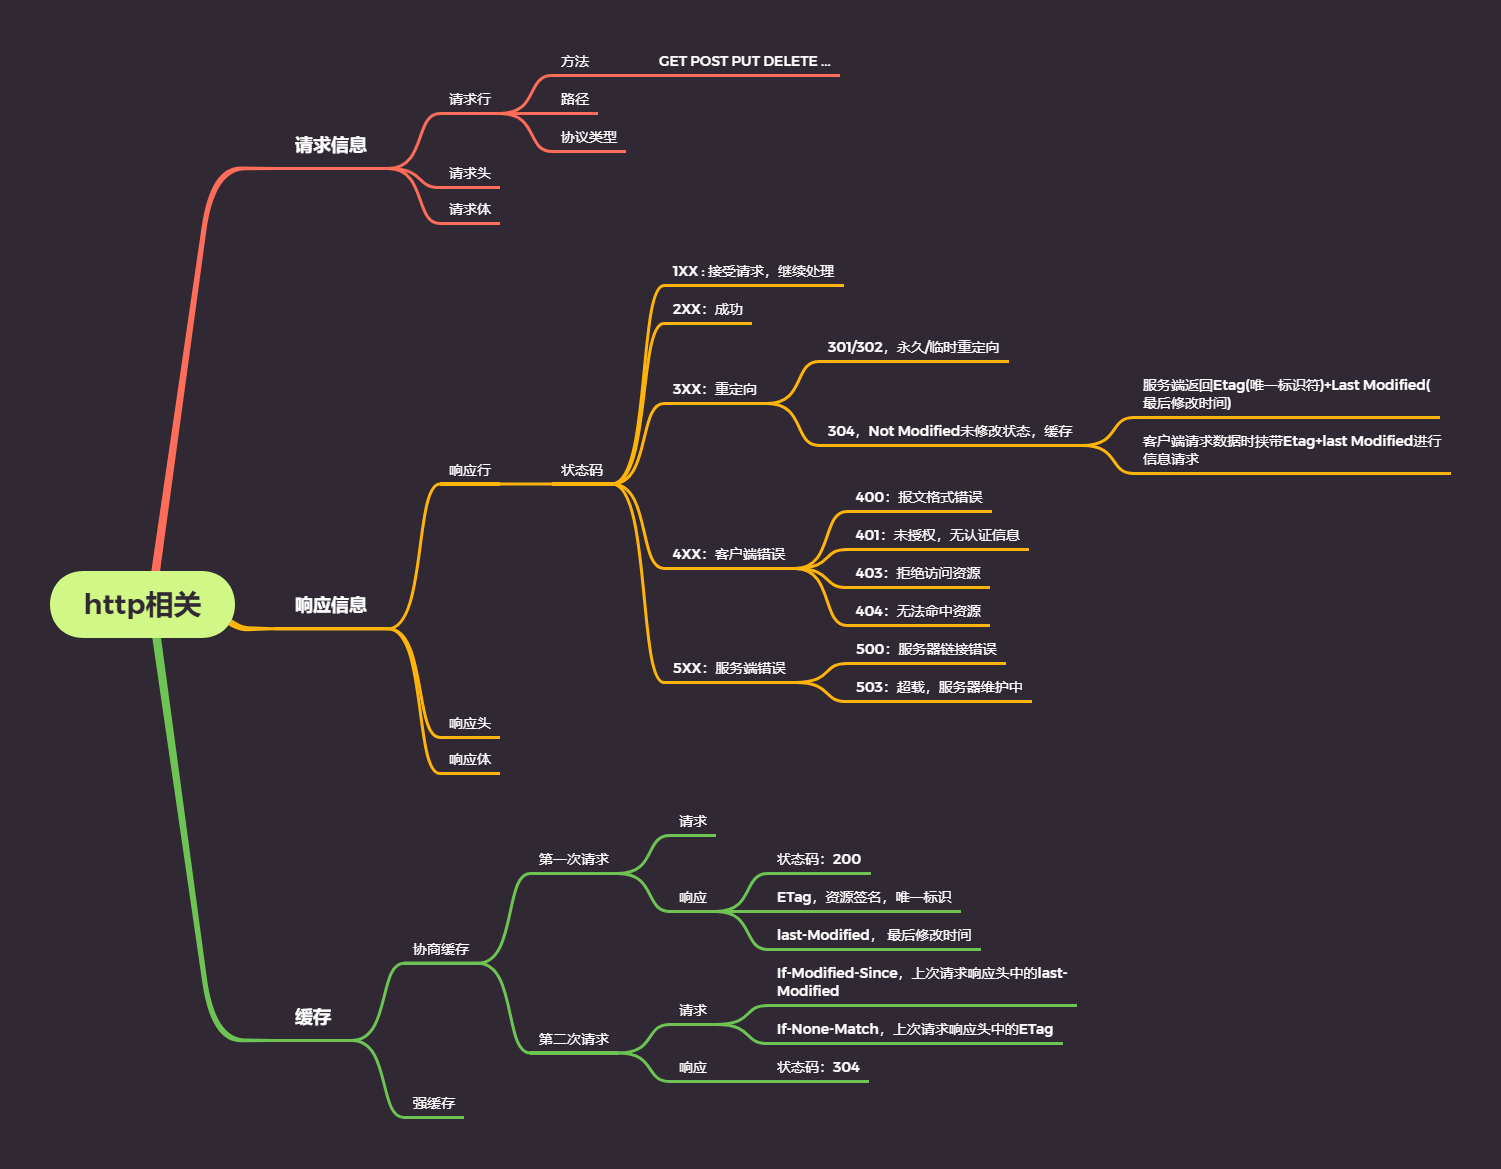 http相关
请求信息
请求行
方法
GET POST PUT DELETE ...
路径
协议类型
请求头
请求体
响应信息
响应行
状态码
1XX : 接受请求，继续处理
2XX：成功
3XX：重定向
301/302，永久/临时重定向
304，Not Modified未修改状态，缓存
服务端返回Etag(唯一标识符)+Last Modified(
最后修改时间)
客户端请求数据时挟带Etag+last Modified进行
信息请求
4XX：客户端错误
400：报文格式错误
401：未授权，无认证信息
403：拒绝访问资源
404：无法命中资源
5XX：服务端错误
500：服务器链接错误
503：超载，服务器维护中
响应头
响应体
缓存
协商缓存
第一次请求
请求
响应
状态码：200
ETag，资源签名，唯一标识
last-Modified， 最后修改时间
第二次请求
请求
If-Modified-Since，上次请求响应头中的last-
Modified
If-None-Match，上次请求响应头中的ETag
响应
状态码：304
强缓存